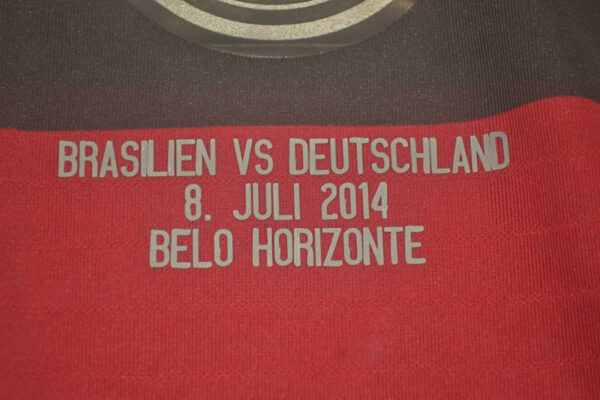 BRASILIEN VS DEUTSCHLAND
8. JULI 2014
BELO HORIZONTE